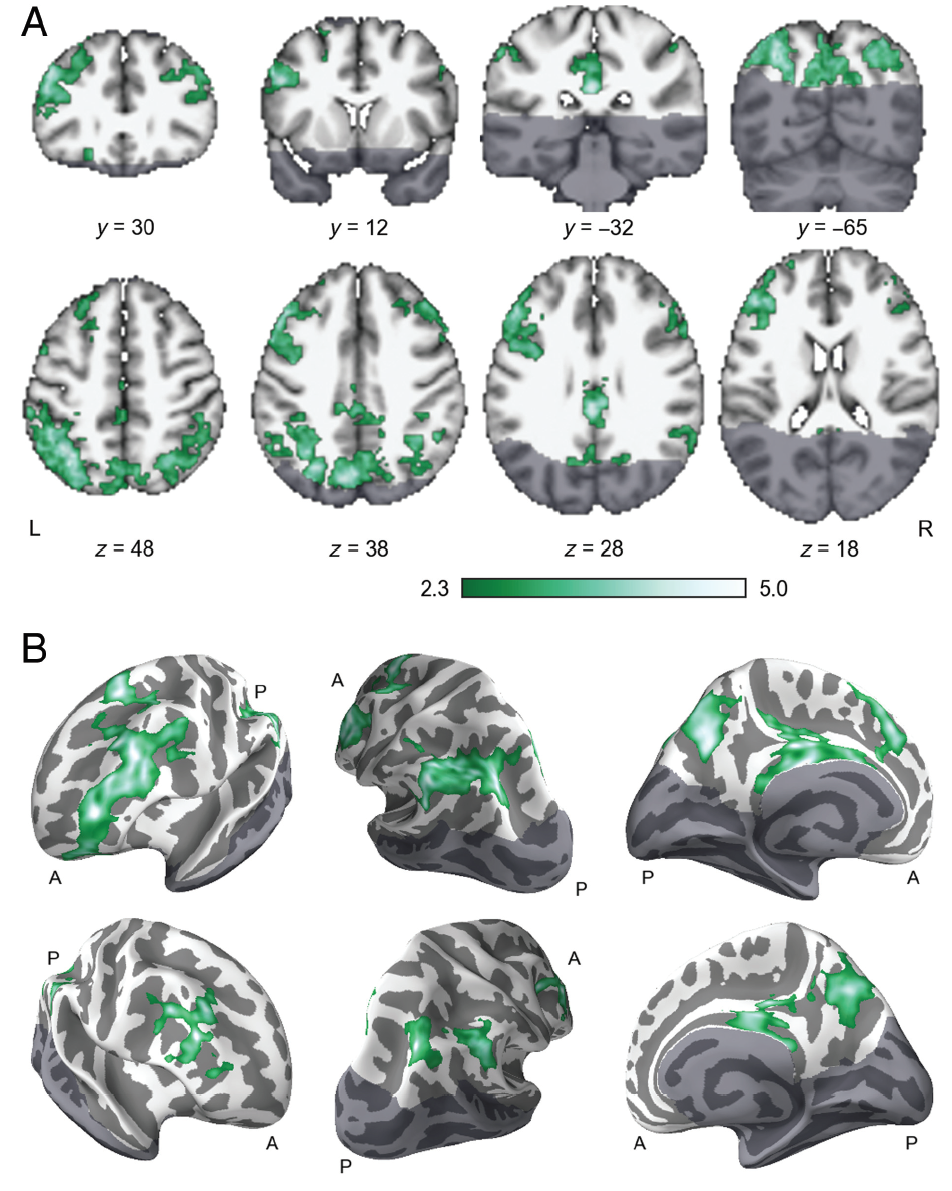 A
y = 30
y = 12
y = –32
y = –65
L
R
z = 48
z = 38
z = 28
z = 18
2.3
5.0
B
P
A
A
P
P
A
P
A
A
P
A
P